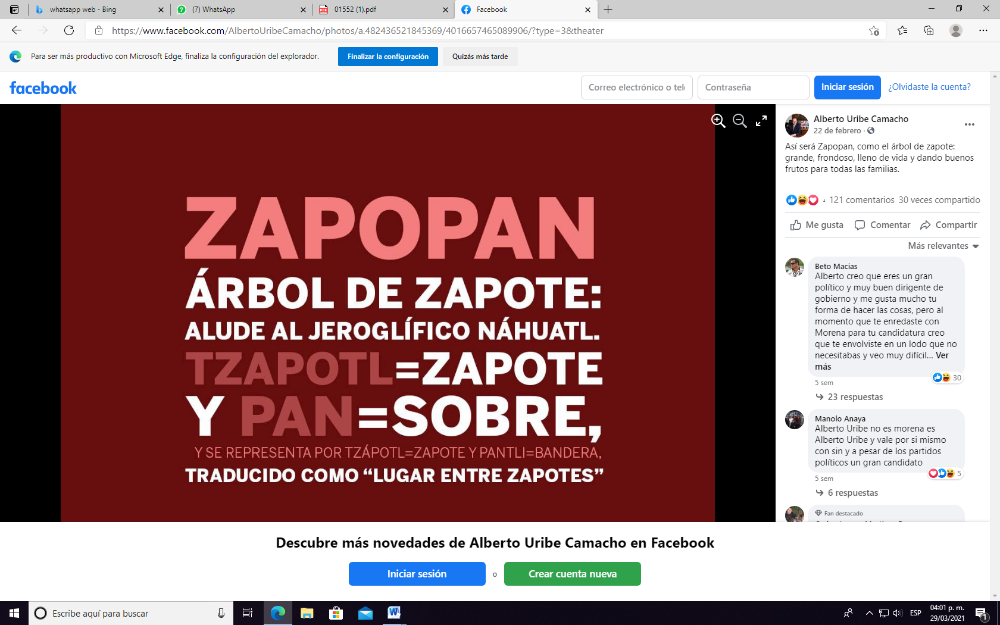 whatsapp web - Bing
(7) WhatsApp
01552 (1).pdf
Facebook
https://www.facebook.com/AlbertoUribeCamacho/photos/a.482436521845369/4016657465089906/?type=3&theater
Para ser más productivo con Microsoft Edge, finaliza la configuración del explorador.
Finalizar la configuración
Quizás más tarde
facebook
Correo electrónico o telé
Contraseña
Iniciar sesión
¿Olvidaste la cuenta?
ZAPOPAN
ÁRBOL DE ZAPOTE:
ALUDE AL JEROGLÍFICO NÁHUATL.
TZAPOTL=ZAPOTE
Y PAN=SOBRE,
Y SE REPRESENTA POR TZÁPOTL=ZAPOTE Y PANTLI=BANDERA,
TRADUCIDO COMO “LUGAR ENTRE ZAPOTES”
Alberto Uribe Camacho
22 de febrero ·
Así será Zapopan, como el árbol de zapote:
grande, frondoso, lleno de vida y dando buenos
frutos para todas las familias.
121 comentarios 30 veces compartido
Me gusta Comentar Compartir
Más relevantes
Beto Macias
Alberto creo que eres un gran
político y muy buen dirigente de
gobierno y me gusta mucho tu
forma de hacer las cosas, pero al
momento que te enredaste con
Morena para tu candidatura creo
que te envolviste en un lodo que no
necesitabas y veo muy difícil... Ver
más
30
5 sem
23 respuestas
Manolo Anaya
Alberto Uribe no es morena es
Alberto Uribe y vale por si mismo
con sin y a pesar de los partidos
políticos un gran candidato
5
5 sem
6 respuestas
Fan destacado
Descubre más novedades de Alberto Uribe Camacho en Facebook
Iniciar sesión
o
Crear cuenta nueva
Escribe aquí para buscar
ESP
04:01 p. m.
29/03/2021
1